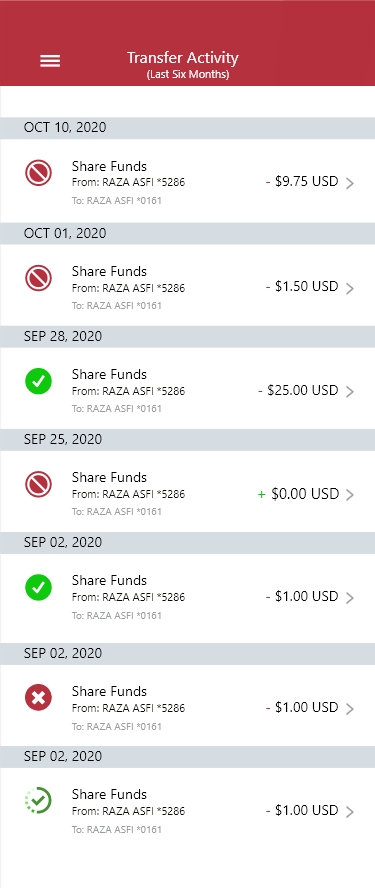 Transfer Activity
(Last Six Months)
OCT 10, 2020
Share Funds
From: RAZA ASFI *5286
To: RAZA ASFI *0161
- $9.75 USD
OCT 01, 2020
Share Funds
From: RAZA ASFI *5286
To: RAZA ASFI *0161
- $1.50 USD
SEP 28, 2020
Share Funds
From: RAZA ASFI *5286
To: RAZA ASFI *0161
- $25.00 USD
SEP 25, 2020
Share Funds
From: RAZA ASFI *5286
To: RAZA ASFI *0161
+ $0.00 USD
SEP 02, 2020
Share Funds
From: RAZA ASFI *5286
To: RAZA ASFI *0161
- $1.00 USD
SEP 02, 2020
Share Funds
From: RAZA ASFI *5286
To: RAZA ASFI *0161
- $1.00 USD
SEP 02, 2020
Share Funds
From: RAZA ASFI *5286
To: RAZA ASFI *0161
- $1.00 USD